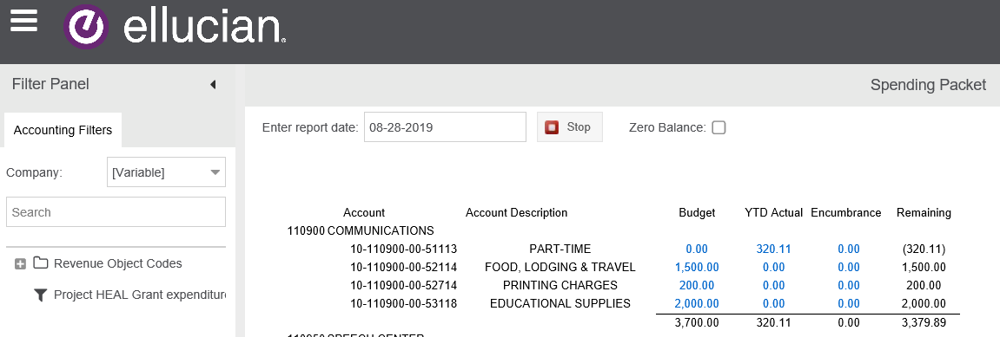 ellucian.
Filter Panel
Spending Packet
Accounting Filters
Enter report date: 08-28-2019 Stop Zero Balance:
Company: [Variable]
Search
Revenue Object Codes
Project HEAL Grant expenditur
Account Account Description Budget YTD Actual Encumbrance Remaining
110900 COMMUNICATIONS
10-110900-00-51113 PART-TIME 0.00 320.11 0.00 (320.11)
10-110900-00-52114 FOOD, LODGING & TRAVEL 1,500.00 0.00 0.00 1,500.00
10-110900-00-52714 PRINTING CHARGES 200.00 0.00 0.00 200.00
10-110900-00-53118 EDUCATIONAL SUPPLIES 2,000.00 0.00 0.00 2,000.00
3,700.00 320.11 0.00 3,379.89
110950 SPEECH CENTER